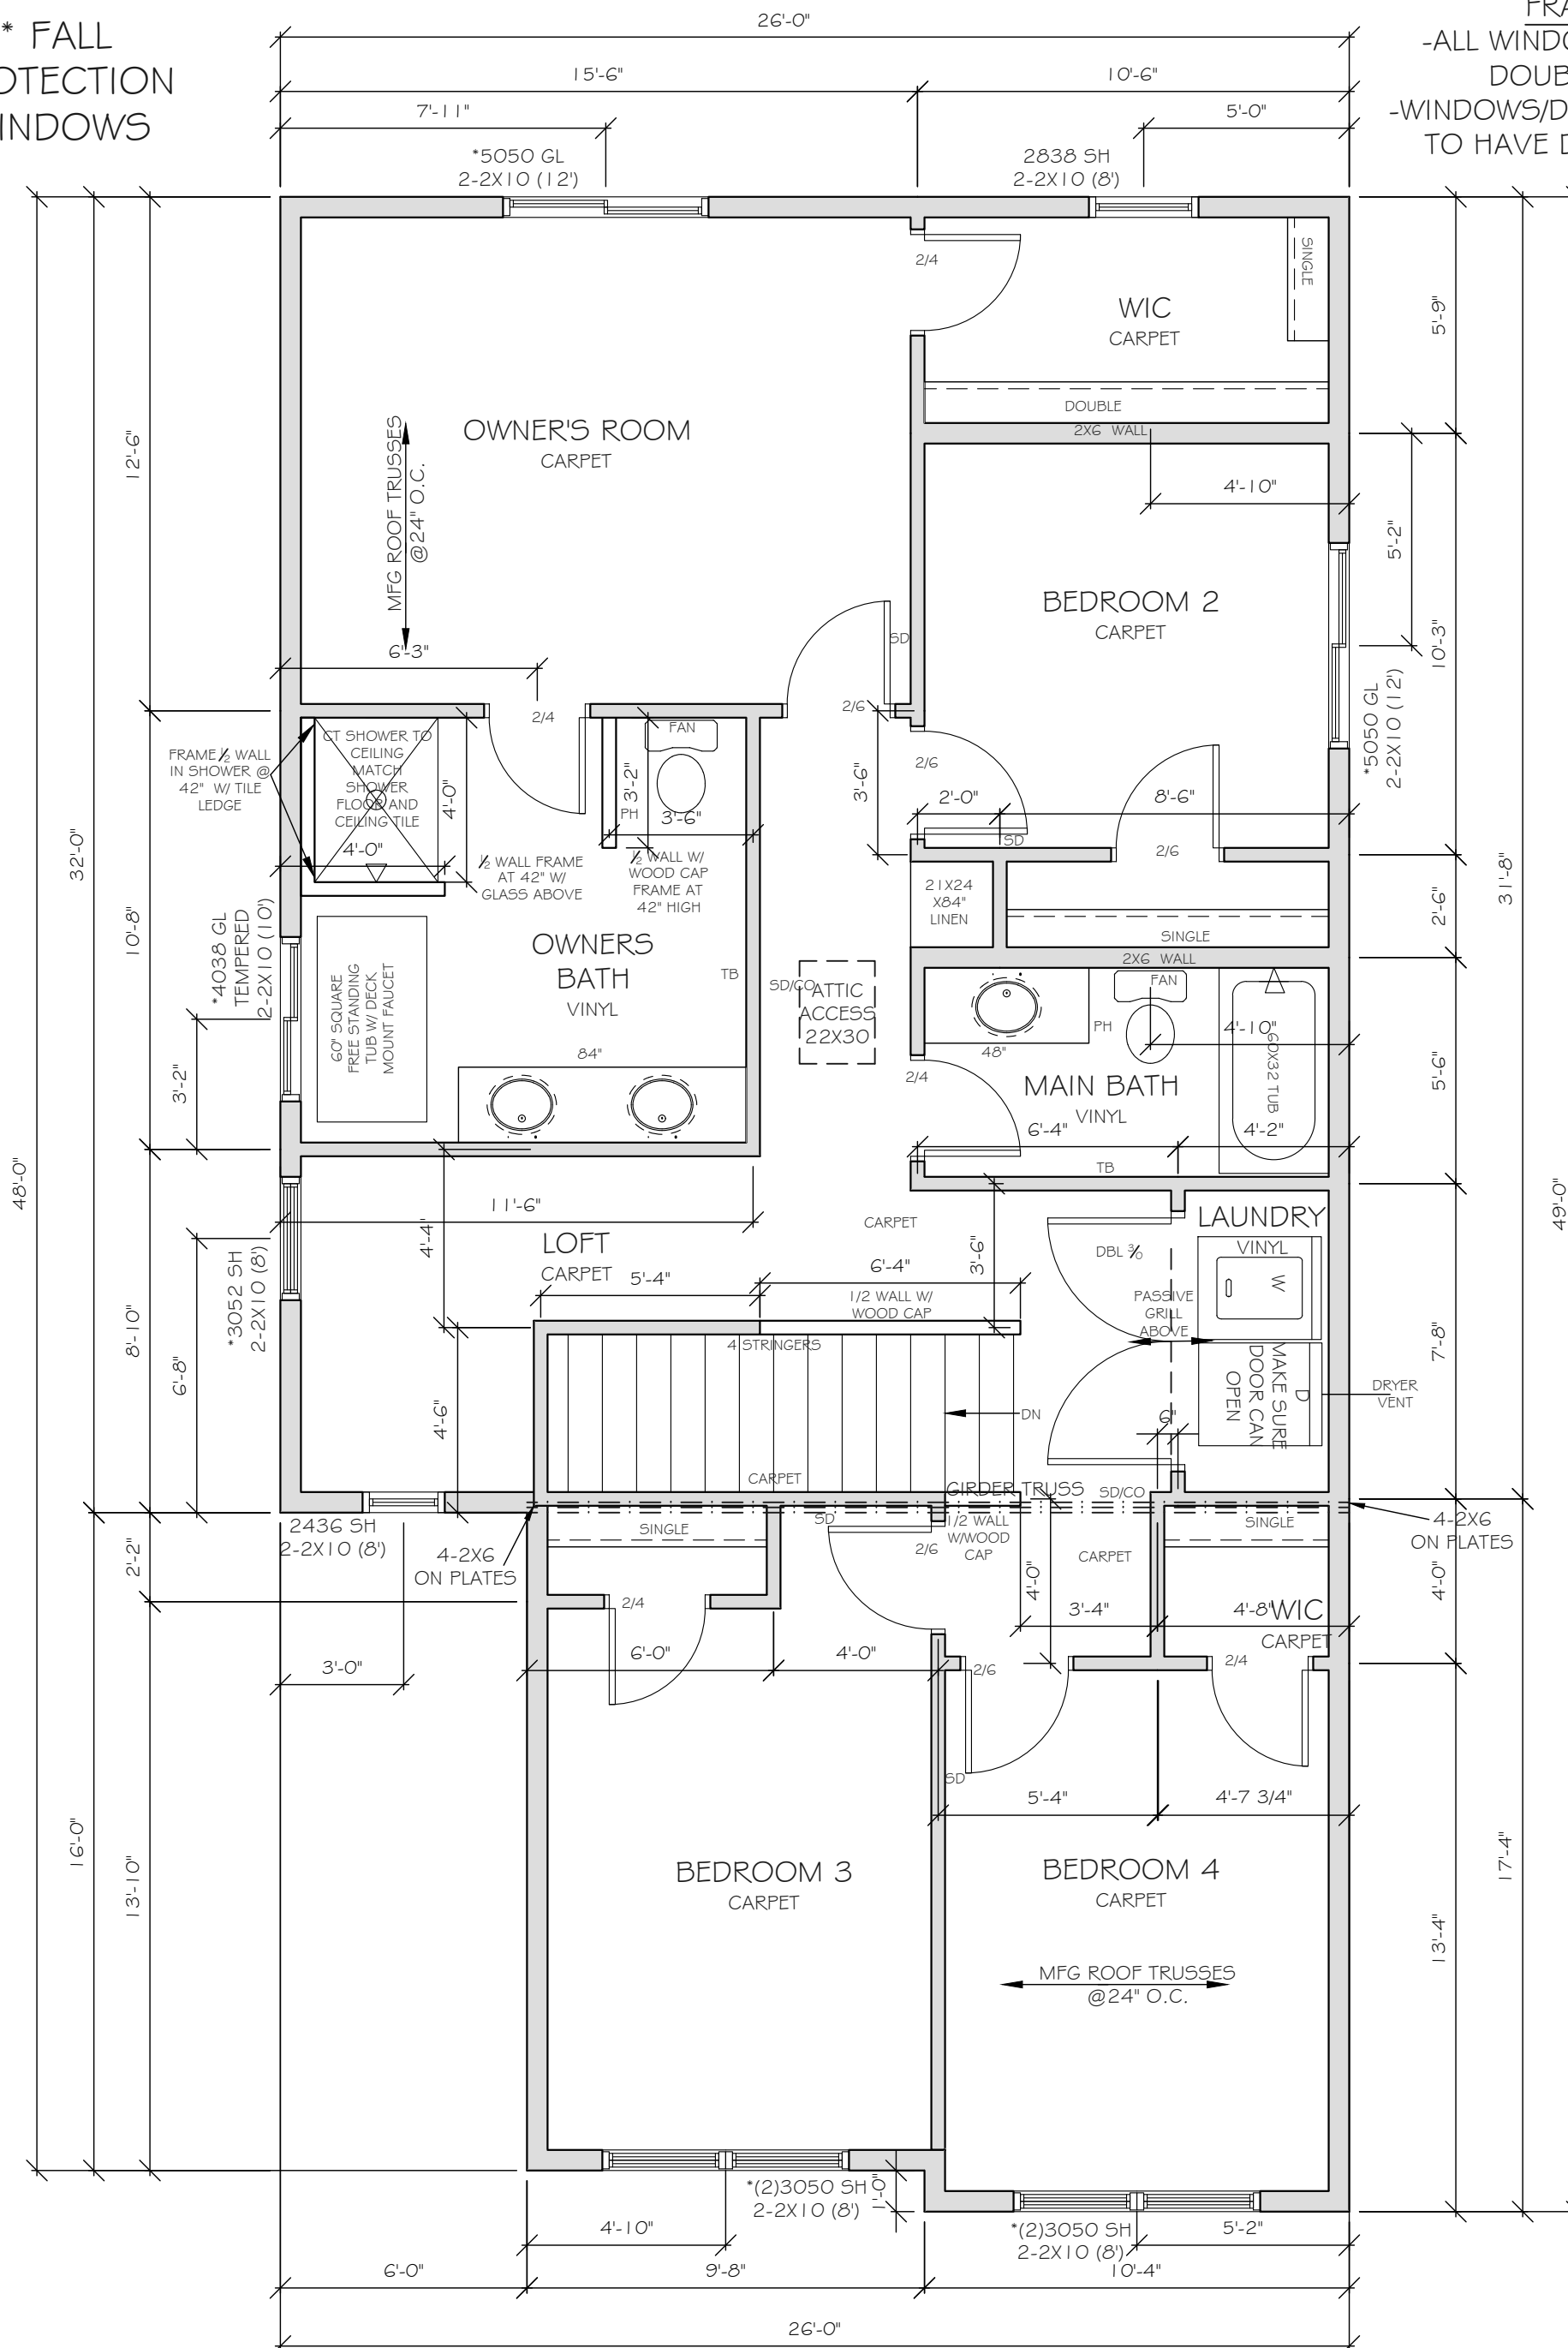 * FALL
OTECTION
INDOWS
FRA
-ALL WINDO
DOUB
-WINDOWS/D
TO HAVE D
26'-0"
15'-6"
10'-6"
7'-11"
5'-0"
*5050 GL
2-2X10 (12')
2838 SH
2-2X10 (8')
2/4
SINGLE
WIC
CARPET
5'-9"
DOUBLE
2X6 WALL
12'-6"
MFG ROOF TRUSSES
@24" O.C.
OWNER'S ROOM
CARPET
4'-10"
5'-2"
BEDROOM 2
CARPET
10'-3"
*5050 GL
2-2X10 (12')
6'-3"
SD
2/4
2/6
FAN
FRAME ½ WALL
IN SHOWER @
42" W/ TILE
LEDGE
CT SHOWER TO
CEILING
MATCH
SHOWER
FLOOR AND
CEILING TILE
4'-0"
4'-0"
3'-2"
PH
3'-6"
3'-6"
2/6
2'-0"
8'-6"
SD
2/6
½ WALL FRAME
AT 42" W/
GLASS ABOVE
½ WALL W/
WOOD CAP
FRAME AT
42" HIGH
32'-0"
31'-8"
21X24
X84"
LINEN
2'-6"
SINGLE
2X6 WALL
10'-8"
*4038 GL
TEMPERED
2-2X10 (10')
OWNERS
BATH
VINYL
TB
SD/CO
ATTIC
ACCESS
22X30
FAN
PH
48"
4'-10"
60X32 TUB
60" SQUARE
FREE STANDING
TUB W/ DECK
MOUNT FAUCET
84"
3'-2"
2/4
MAIN BATH
VINYL
5'-6"
6'-4"
4'-2"
TB
48'-0"
49'-0"
11'-6"
CARPET
LAUNDRY
VINYL
4'-4"
LOFT
CARPET
DBL 3/0
3'-6"
W
*3052 SH
2-2X10 (8')
5'-4"
6'-4"
1/2 WALL W/
WOOD CAP
PASSIVE
GRILL
ABOVE
8'-10"
6'-8"
4 STRINGERS
7'-8"
MAKE SURE
DOOR CAN
OPEN
D
DRYER
VENT
4'-6"
DN
6"
CARPET
GIRDER TRUSS
SD/CO
2436 SH
2-2X10 (8')
4-2X6
ON PLATES
SINGLE
SD
2/6
1/2 WALL
W/WOOD
CAP
CARPET
SINGLE
4-2X6
ON PLATES
2'-2"
4'-0"
4'-0"
2/4
3'-4"
4'-8"
WIC
CARPET
3'-0"
6'-0"
4'-0"
2/6
2/4
SD
5'-4"
4'-7 3/4"
16'-0"
13'-10"
17'-4"
13'-4"
BEDROOM 3
CARPET
BEDROOM 4
CARPET
MFG ROOF TRUSSES
@24" O.C.
*(2)3050 SH
2-2X10 (8')
1'-0"
4'-10"
*(2)3050 SH
2-2X10 (8')
5'-2"
6'-0"
9'-8"
10'-4"
26'-0"